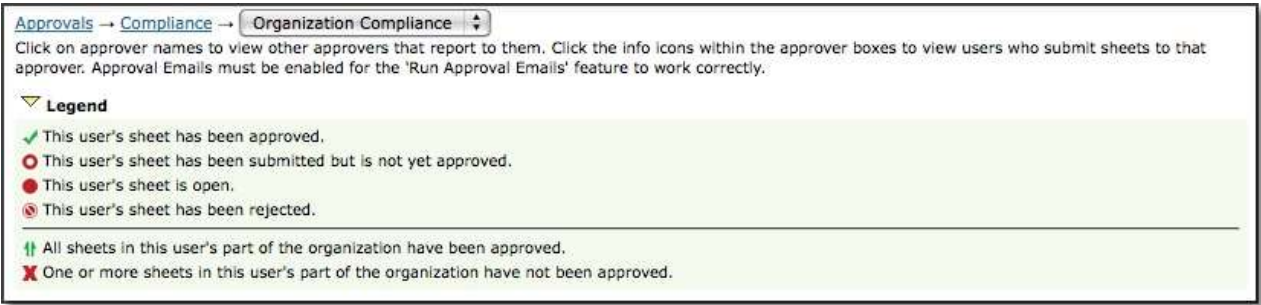 Approvals → Compliance → Organization Compliance
Click on approver names to view other approvers that report to them. Click the info icons within the approver boxes to view users who submit sheets to that
approver. Approval Emails must be enabled for the 'Run Approval Emails' feature to work correctly.
Legend
This user's sheet has been approved.
This user's sheet has been submitted but is not yet approved.
This user's sheet is open.
This user's sheet has been rejected.
All sheets in this user's part of the organization have been approved.
One or more sheets in this user's part of the organization have not been approved.